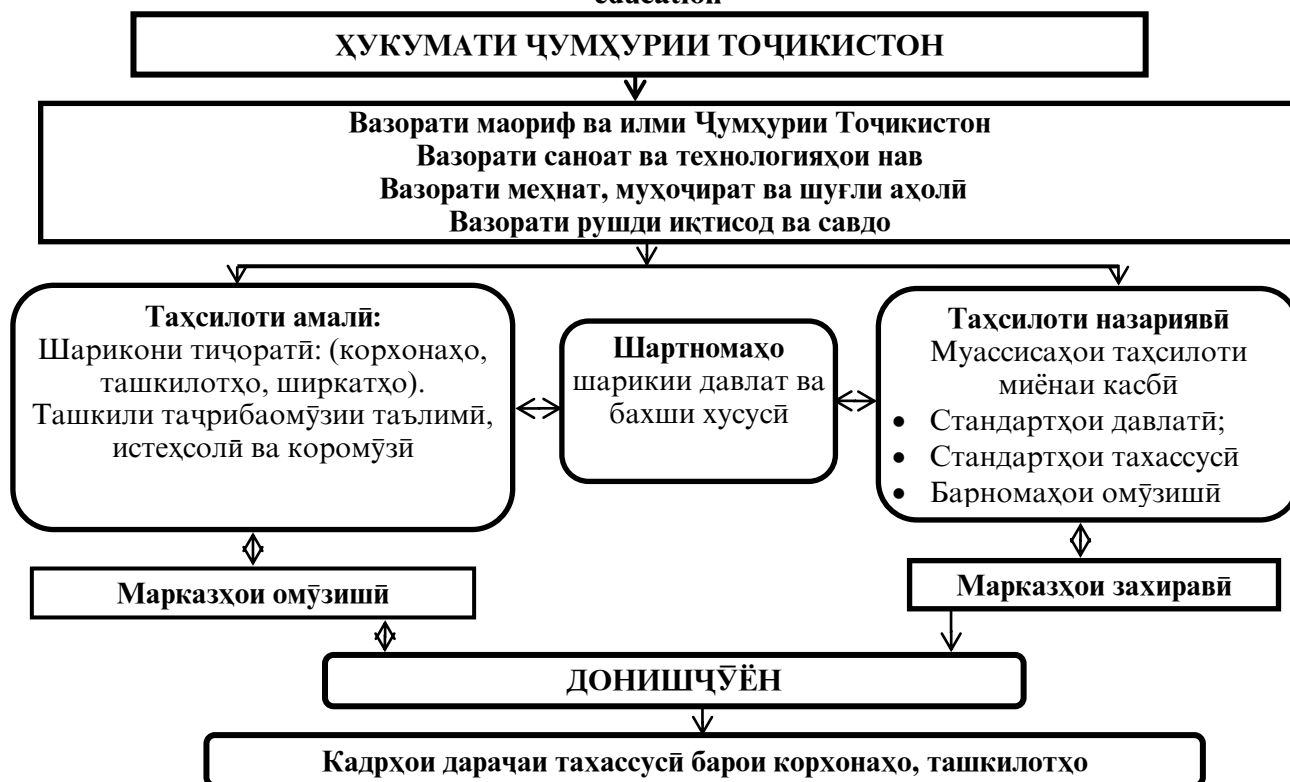 education
ҲУКУМАТИ ҶУМҲУРИИ ТОҶИКИСТОН
Вазорати маориф ва илми Ҷумҳурии Тоҷикистон
Вазорати саноат ва технологияҳои нав
Вазорати меҳнат, муҳоҷират ва шуғли аҳолӣ
Вазорати рушди иқтисод ва савдо
Таҳсилоти амалӣ:
Шарикони тиҷоратӣ: (корхонаҳо,
ташкилотҳо, ширкатҳо).
Ташкили таҷрибаомӯзии таълимӣ,
истеҳсолӣ ва коромӯзӣ
Шартномаҳо
шарикии давлат ва
бахши хусусӣ
Таҳсилоти назариявӣ
Муассисаҳои таҳсилоти
миёнаи касбӣ
• Стандартҳои давлатӣ;
• Стандартҳои тахассусӣ
• Барномаҳои омӯзишӣ
Марказҳои омӯзишӣ
Марказҳои захиравӣ
ДОНИШҶӮЁН
Кадрҳои дараҷаи тахассусӣ барои корхонаҳо, ташкилотҳо